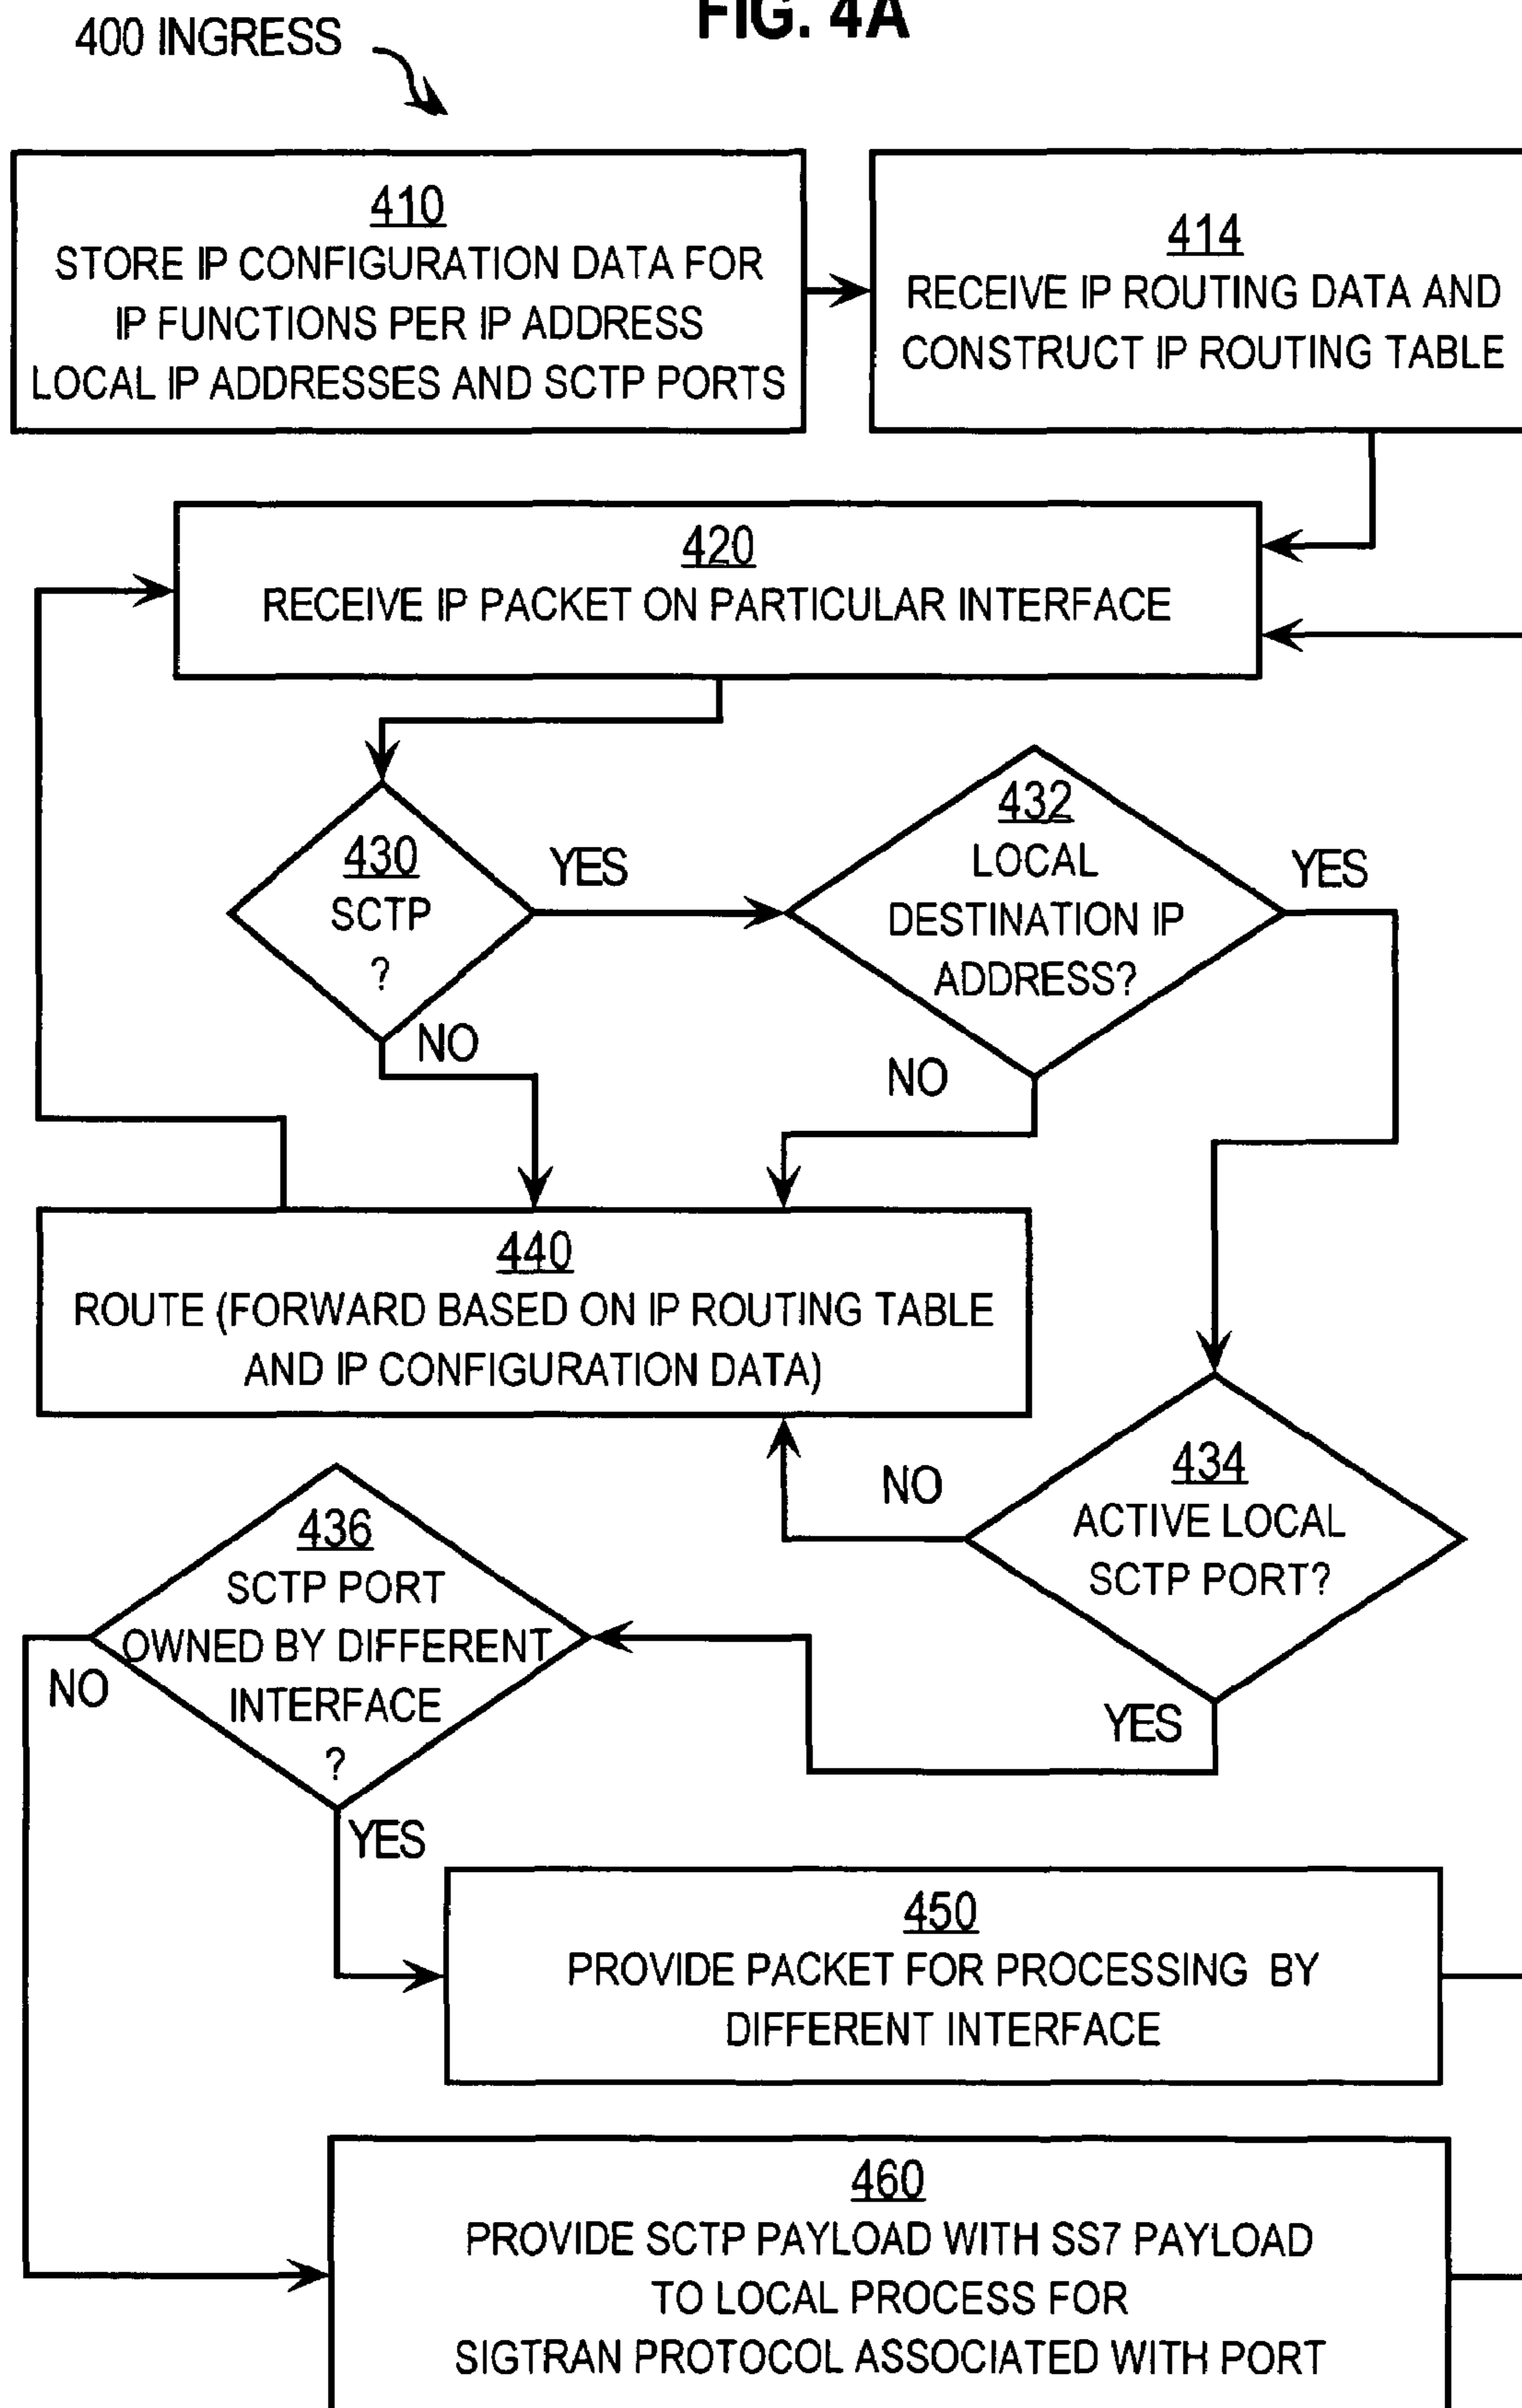 FIG. 4A
400 INGRESS
410
STORE IP CONFIGURATION DATA FOR
IP FUNCTIONS PER IP ADDRESS
LOCAL IP ADDRESSES AND SCTP PORTS
414
RECEIVE IP ROUTING DATA AND
CONSTRUCT IP ROUTING TABLE
420
RECEIVE IP PACKET ON PARTICULAR INTERFACE
430
SCTP
?
YES
NO
432
LOCAL
DESTINATION IP
ADDRESS?
YES
NO
440
ROUTE (FORWARD BASED ON IP ROUTING TABLE
AND IP CONFIGURATION DATA)
434
ACTIVE LOCAL
SCTP PORT?
NO
YES
436
SCTP PORT
OWNED BY DIFFERENT
INTERFACE
?
NO
YES
450
PROVIDE PACKET FOR PROCESSING BY
DIFFERENT INTERFACE
460
PROVIDE SCTP PAYLOAD WITH SS7 PAYLOAD
TO LOCAL PROCESS FOR
SIGTRAN PROTOCOL ASSOCIATED WITH PORT